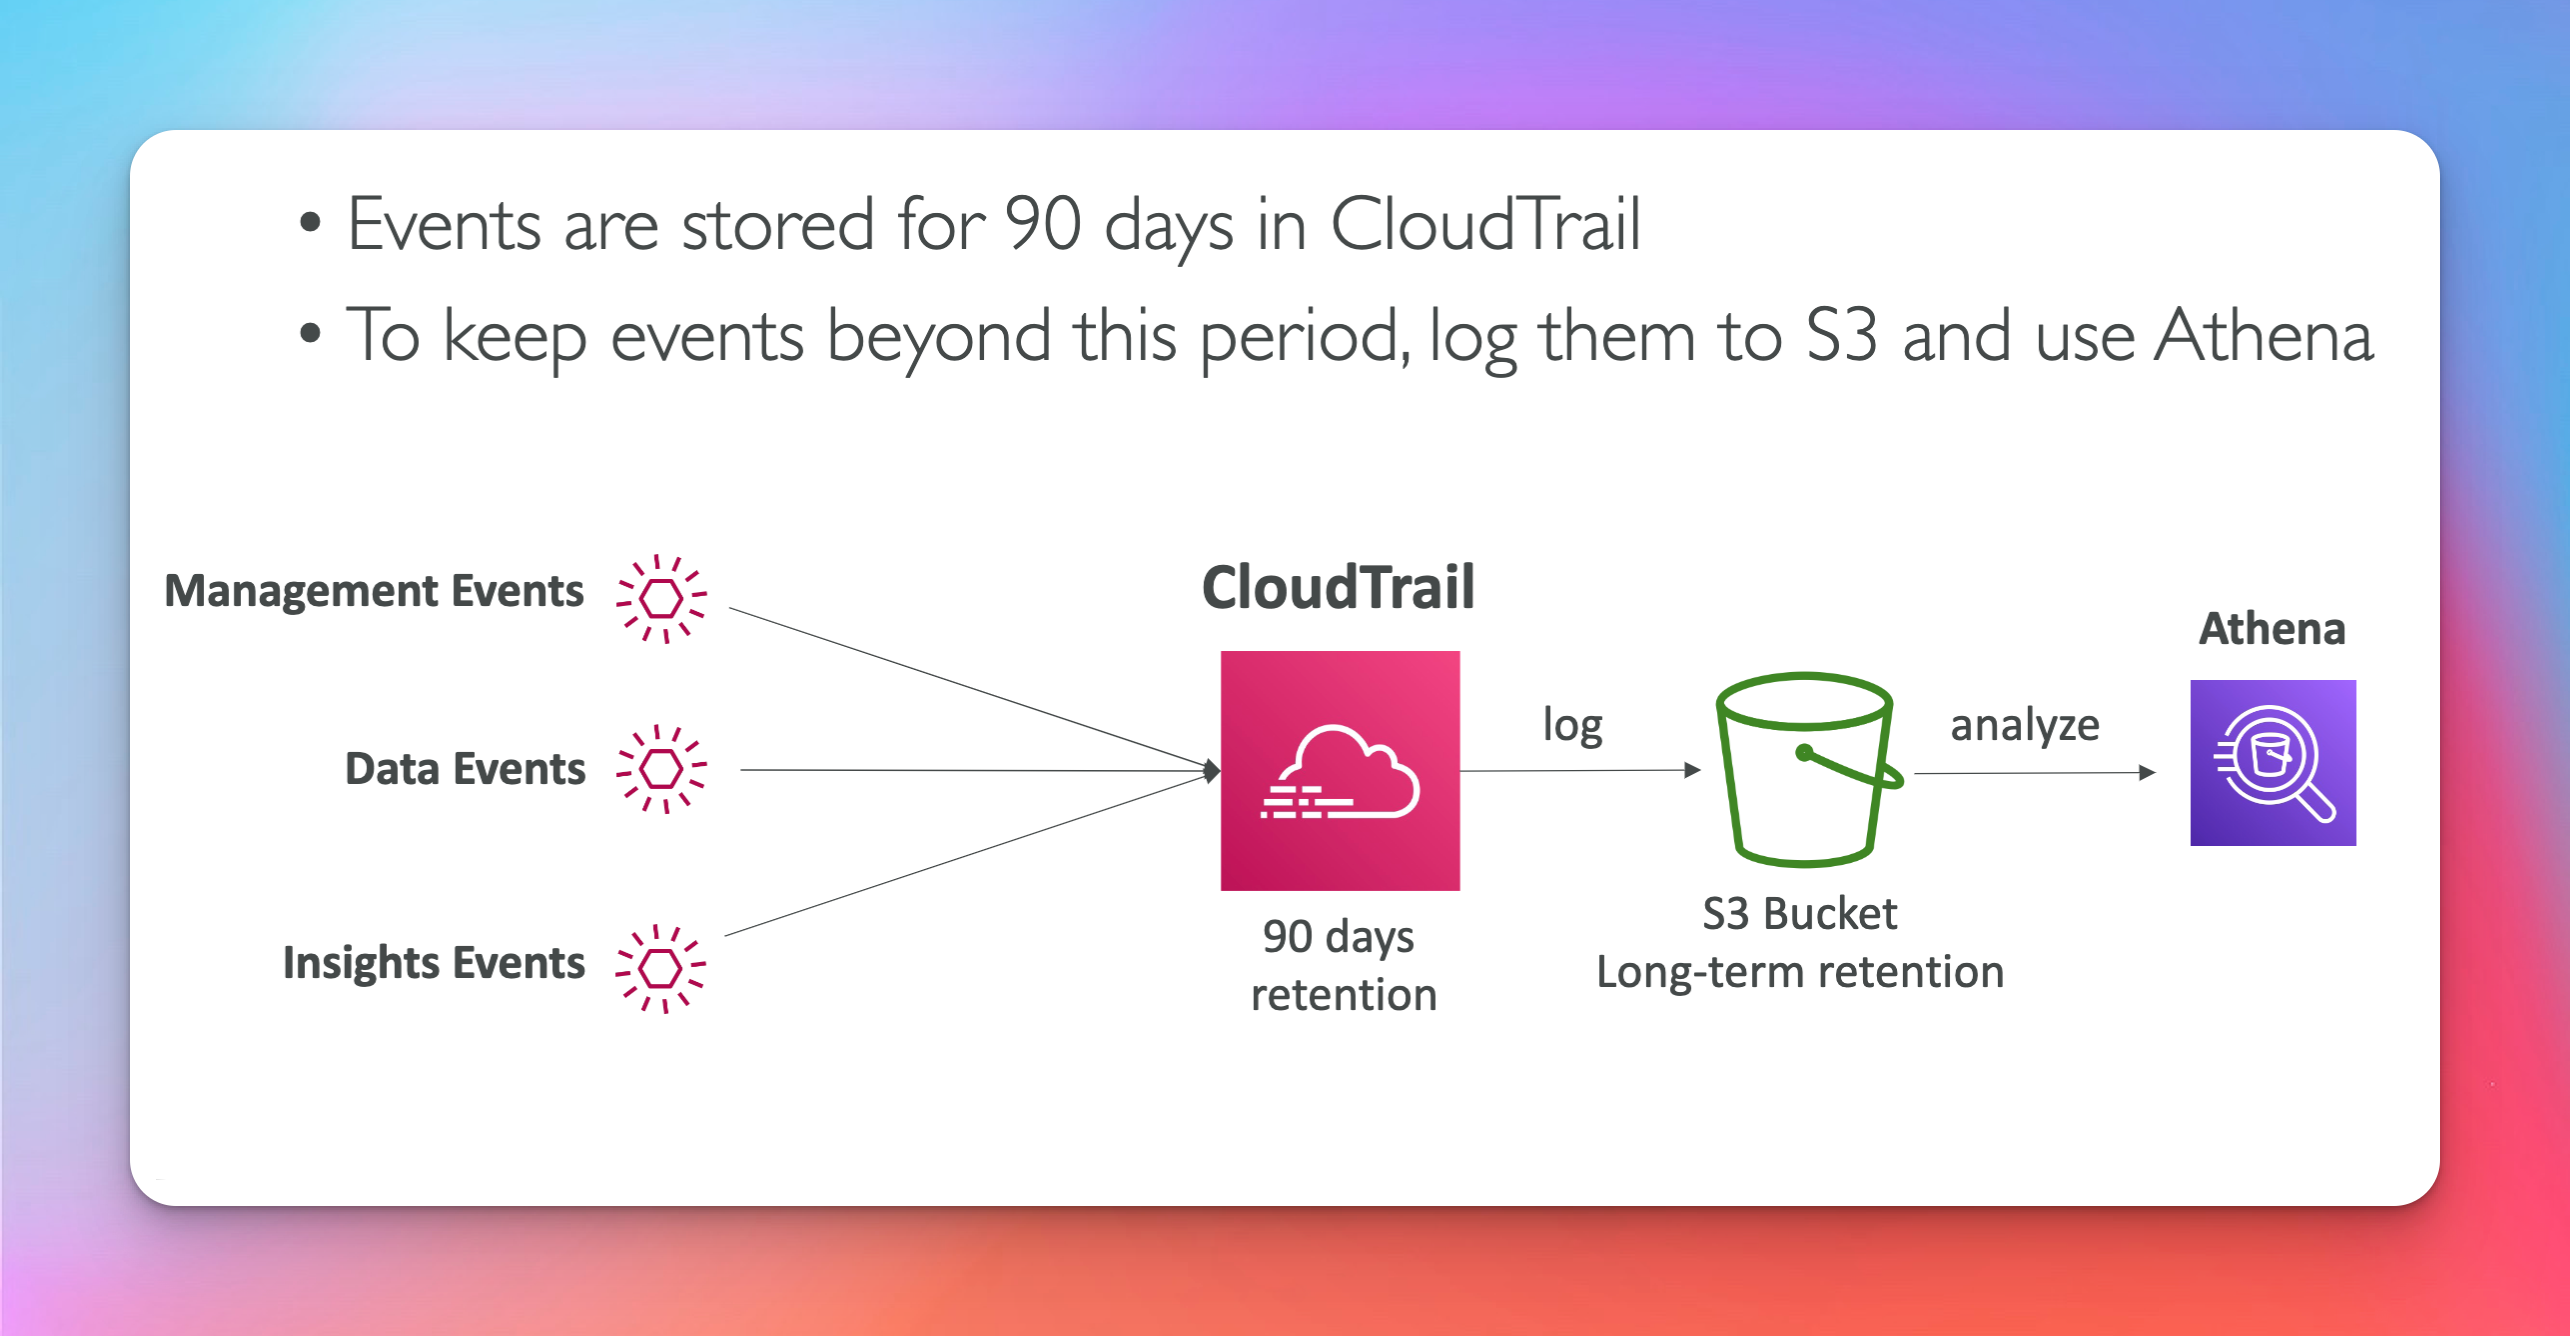 • Events are stored for 90 days in CloudTrail
• To keep events beyond this period, log them to S3 and use Athena
Management Events
Data Events
Insights Events
CloudTrail
90 days
retention
log
S3 Bucket
Long-term retention
analyze
Athena